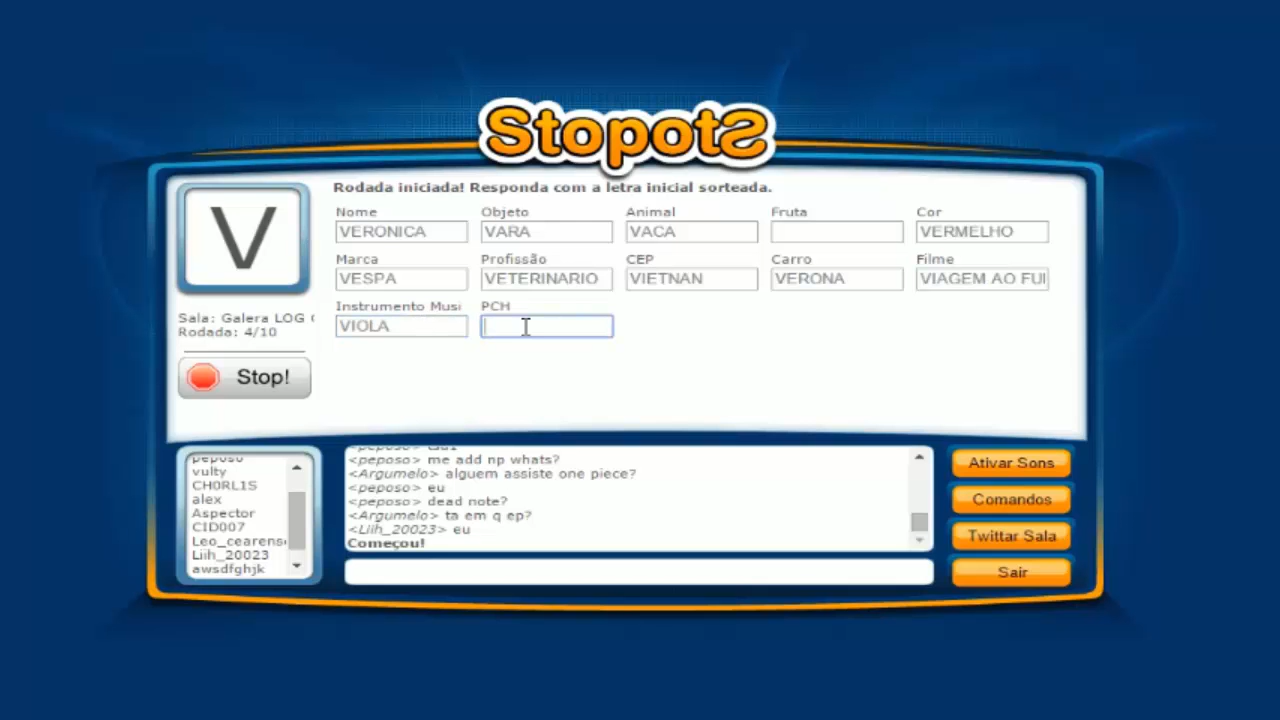 StopotS
V
Rodada iniciada! Responda com a letra inicial sorteada.
Nome Objeto Animal Fruta Cor
VERONICA VARA VACA VERMELHO
Marca Profissão CEP Carro Filme
VESPA VETERINARIO VIETNAN VERONA VIAGEM AO FUI
Instrumento Musi PCH
VIOLA
Sala: Galera LOG
Rodada: 4/10
Stop!
peposo
vulty
CH0RL1S
alex
Aspector
CID007
Leo_cearens
Liih_20023
awsdfghjk
<peposo>
<peposo> me add np whats?
<Argumelo> alguem assiste one piece?
<peposo> eu
<peposo> dead note?
<Argumelo> ta em q ep?
<Liih_20023> eu
Começou!
Ativar Sons
Comandos
Twittar Sala
Sair